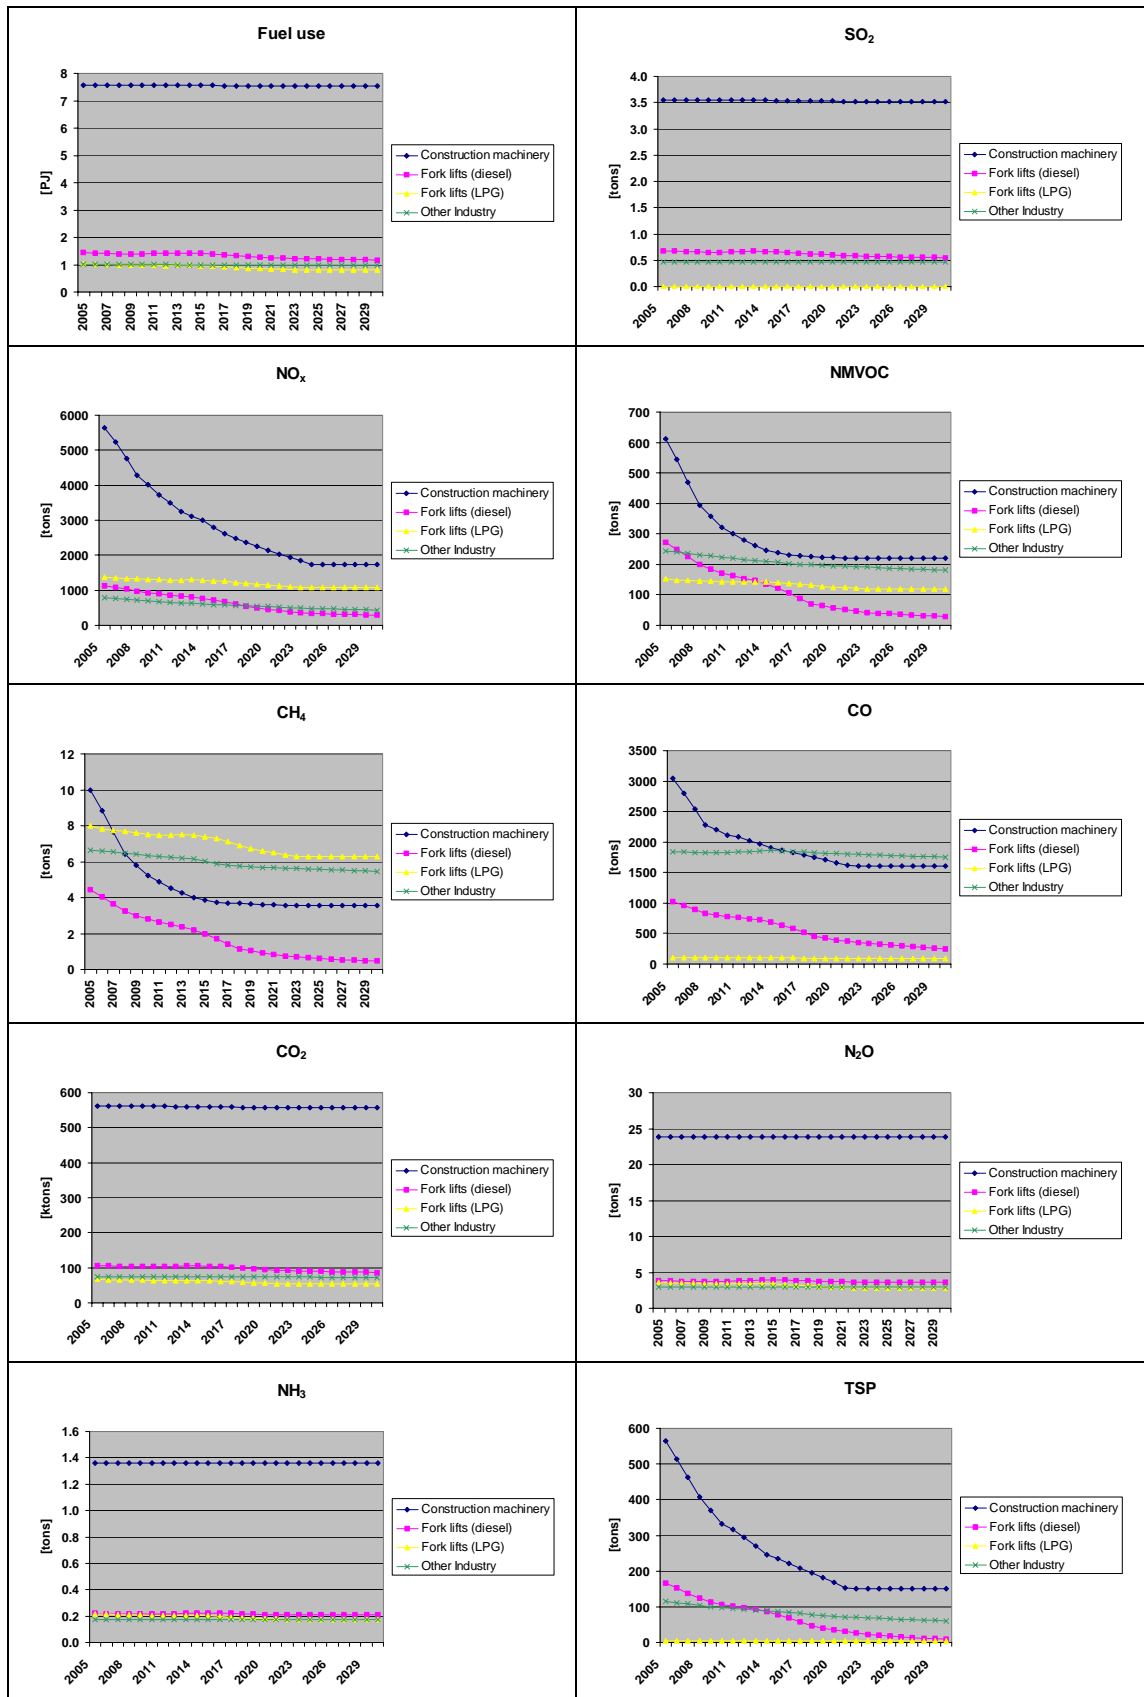 Fuel use
8
7
6
5
4
3
2
1
0
[PJ]
2005 2007 2009 2011 2013 2015 2017 2019 2021 2023 2025 2027 2029
Construction machinery
Fork lifts (diesel)
Fork lifts (LPG)
Other Industry
SO₂
4.0
3.5
3.0
2.5
2.0
1.5
1.0
0.5
0.0
[tons]
2005 2008 2011 2014 2017 2020 2023 2026 2029
Construction machinery
Fork lifts (diesel)
Fork lifts (LPG)
Other Industry
NOₓ
6000
5000
4000
3000
2000
1000
0
[tons]
2005 2008 2011 2014 2017 2020 2023 2026 2029
Construction machinery
Fork lifts (diesel)
Fork lifts (LPG)
Other Industry
NMVOC
700
600
500
400
300
200
100
0
[tons]
2005 2008 2011 2014 2017 2020 2023 2026 2029
Construction machinery
Fork lifts (diesel)
Fork lifts (LPG)
Other Industry
CH₄
12
10
8
6
4
2
0
[tons]
2005 2007 2009 2011 2013 2015 2017 2019 2021 2023 2025 2027 2029
Construction machinery
Fork lifts (diesel)
Fork lifts (LPG)
Other Industry
CO
3500
3000
2500
2000
1500
1000
500
0
[tons]
2005 2008 2011 2014 2017 2020 2023 2026 2029
Construction machinery
Fork lifts (diesel)
Fork lifts (LPG)
Other Industry
CO₂
600
500
400
300
200
100
0
[ktons]
2005 2008 2011 2014 2017 2020 2023 2026 2029
Construction machinery
Fork lifts (diesel)
Fork lifts (LPG)
Other Industry
N₂O
30
25
20
15
10
5
0
[tons]
2005 2007 2009 2011 2013 2015 2017 2019 2021 2023 2025 2027 2029
Construction machinery
Fork lifts (diesel)
Fork lifts (LPG)
Other Industry
NH₃
1.6
1.4
1.2
1.0
0.8
0.6
0.4
0.2
0.0
[tons]
2005 2008 2011 2014 2017 2020 2023 2026 2029
Construction machinery
Fork lifts (diesel)
Fork lifts (LPG)
Other Industry
TSP
600
500
400
300
200
100
0
[tons]
2005 2008 2011 2014 2017 2020 2023 2026 2029
Construction machinery
Fork lifts (diesel)
Fork lifts (LPG)
Other Industry